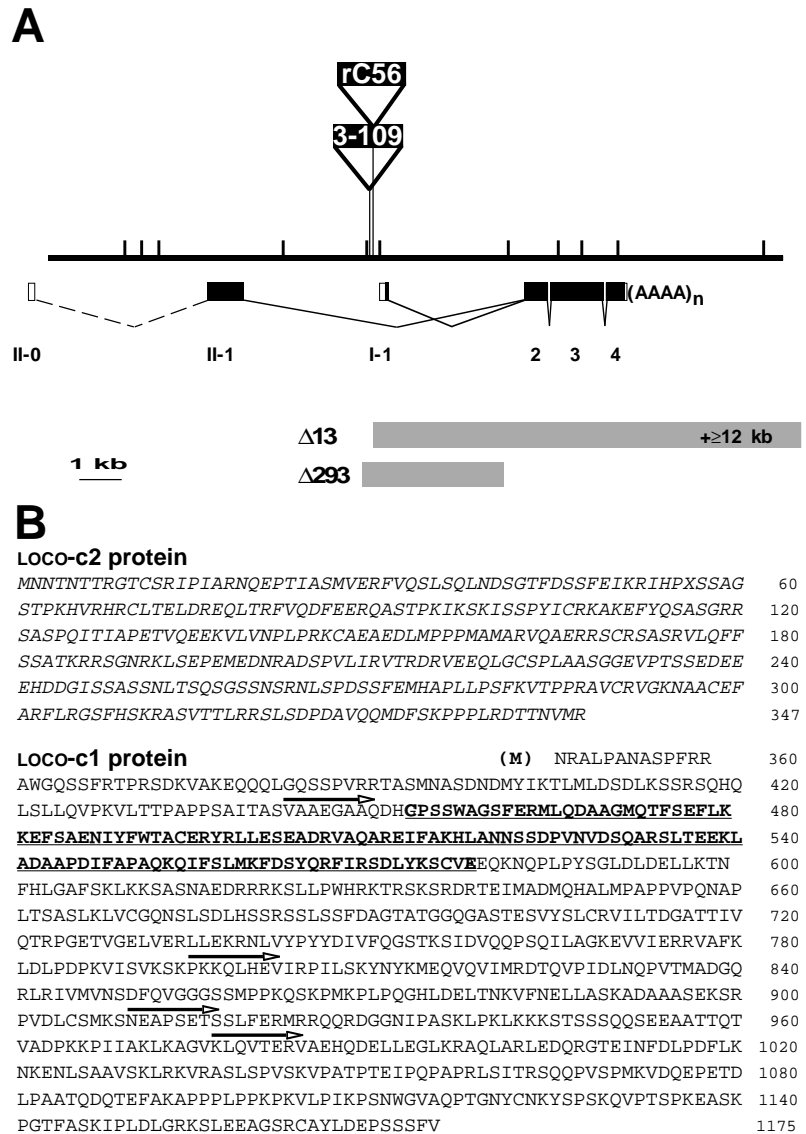 A
rC56
3-109
(AAAA)n
II-0 II-1 I-1 2 3 4
Δ13 +≥12 kb
1 kb
Δ293
B
LOCO-c2 protein
MNNTNTTRGTCSRIPIARNQEPTIASMVERFVQSLSQLNDSGTFDSSFEIKRIHPXSSAG 60
STPKHVRHRCLTELDREQLTRFVQDFEERQASTPKIKSKISSPYICRKAKEFYQSASGRR 120
SASPQITIAPETVQEEKVLVNPLPRKCAEAEDLMPPPMAMARVQAERRSCRSASRVLQFF 180
SSATKRRSGNRKLSEPEMEDNRADSPVLIRVTRDRVEEQLGCSPLAASGGEVPTSSEDEE 240
EHDDGISSASSNLTSQSGSSNSRNLSPDSSFEMHAPLLPSFKVTPPRAVCRVGKNAACEF 300
ARFLRGSFHSKRASVTTLRRSLSDPDAVQQMDFSKPPPLRDTTNVMR 347
LOCO-c1 protein (M) NRALPANASPFRR 360
AWGQSSFRTPRSDKVAKEQQQLGQSSPVRRTASMNASDNDMYIKTLMLDSDLKSSRSQHQ 420
LSLLQVPKVLTTPAPPSAITASVAAEGAAQDHGPSSWAGSFERMLQDAAGMQTFSEFLK 480
KEFSAENIYFWTACERYRLLESEADRVAQAREIFAKHLANNSSDPVNVDSQARSLTEEKL 540
ADAAPDIFAPAQKQIFSLMKFDSYQRFIRSDLYKSCVEEQKNQPLPYSGLDLDELLKTN 600
FHLGAFSKLKKSASNAEDRRRKSLLPWHRKTRSKSRDRTEIMADMQHALMPAPPVPQNAP 660
LTSASLKLVCGQNSLSDLHSSRSSLSSFDAGTATGGQGASTESVYSLCRVILTDGATTIV 720
QTRPGETVGELVERLLEKRNLVYPYYDIVFQGSTKSIDVQQPSQILAGKEVVIERRVAFK 780
LDLPDPKVISVKSKPKKQLHEVIRPILSKYNYKMEQVQVIMRDTQVPIDLNQPVTMADGQ 840
RLRIVMVNSDFQVGGGSSMPPKQSKPMKPLPQGHLDELTNKVFNELLASKADAAASEKSR 900
PVDLCSMKSNEAPSETSSLFERMRRQQRDGGNIPASKLPKLKKKSTSSSQQSEEAATTQT 960
VADPKKPIIAKLKAGVKLQVTERVAEHQDELLEGLKRAQLARLEDQRGTEINFDLPDFLK 1020
NKENLSAAVSKLRKVRASLSPVSKVPATPTEIPQPAPRLSITRSQQPVSPMKVDQEPETD 1080
LPAATQDQTEFAKAPPPLPPKPKVLPIKPSNWGVAQPTGNYCNKYSPSKQVPTSPKEASK 1140
PGTFASKIPLDLGRKSLEEAGSRCAYLDEPSSSFV 1175